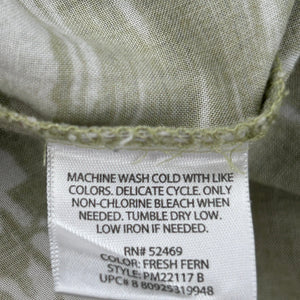 MACHINE WASH COLD WITH LIKE
COLORS. DELICATE CYCLE. ONLY
NON-CHLORINE BLEACH WHEN
NEEDED. TUMBLE DRY LOW.
LOW IRON IF NEEDED.
RN# 52469
COLOR: FRESH FERN
STYLE: PM22117 B
UPC# 8 80925319948